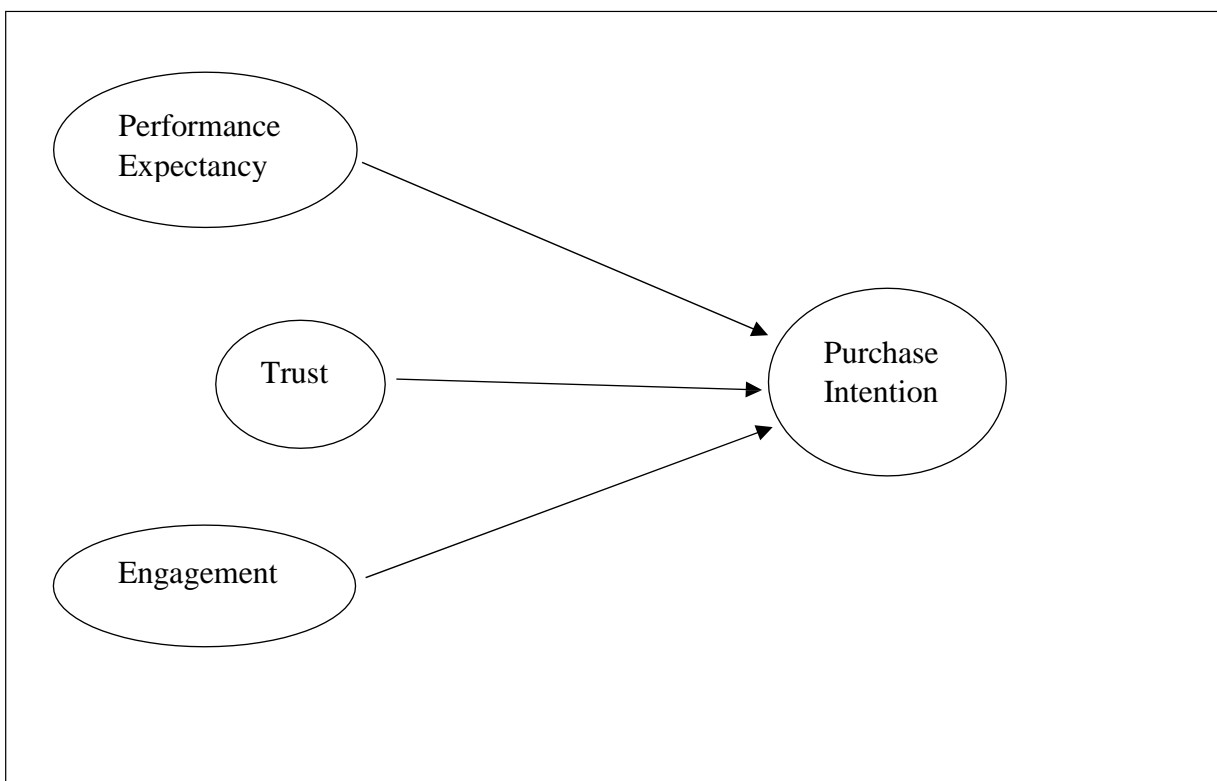 Performance
Expectancy
Trust
Purchase
Intention
Engagement